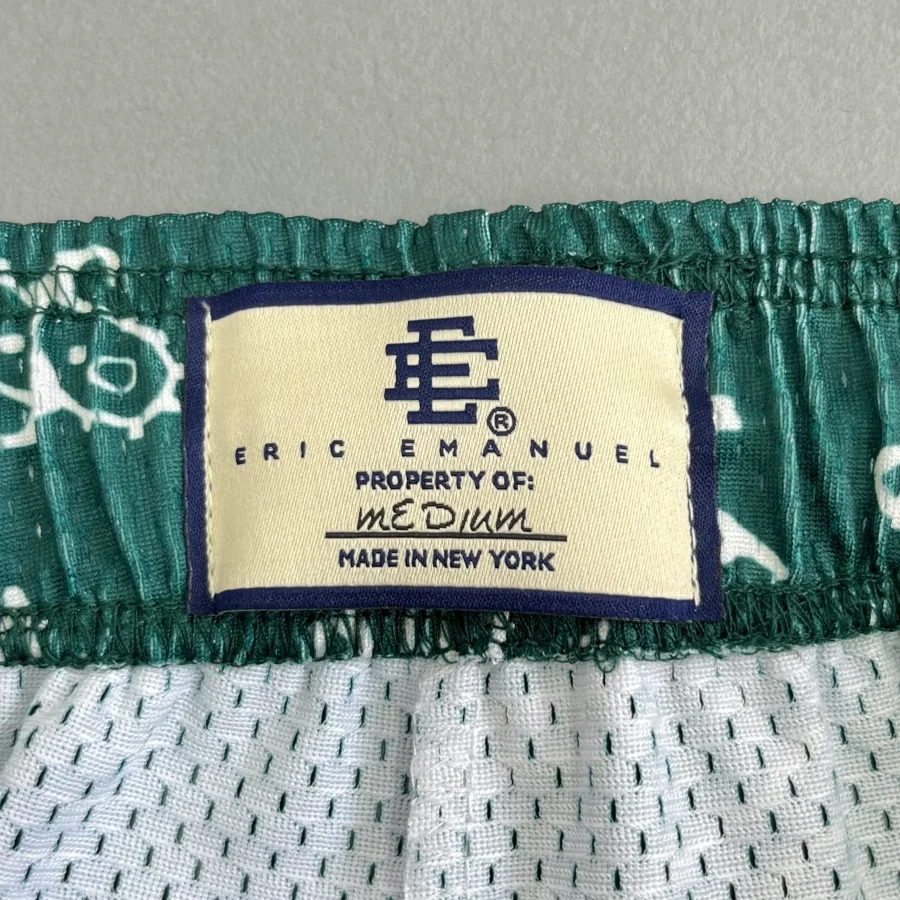 EE®
ERIC EMANUEL
PROPERTY OF:
mEDIUm
MADE IN NEW YORK